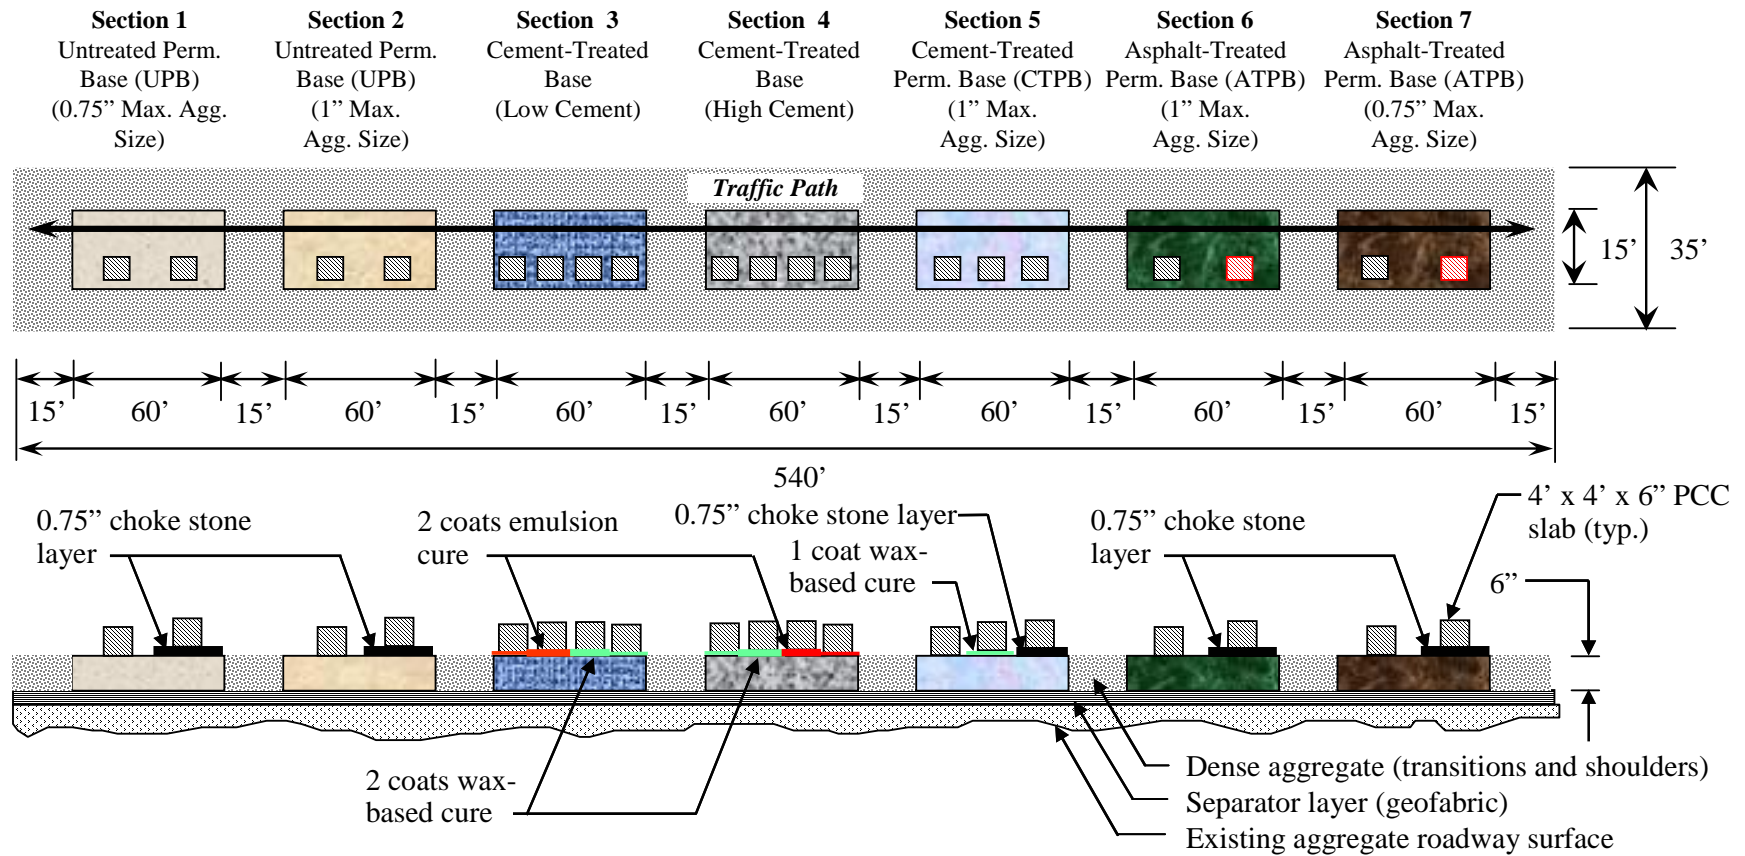 Section 1
Untreated Perm.
Base (UPB)
(0.75” Max. Agg.
Size)
Section 2
Untreated Perm.
Base (UPB)
(1” Max.
Agg. Size)
Section 3
Cement-Treated
Base
(Low Cement)
Section 4
Cement-Treated
Base
(High Cement)
Section 5
Cement-Treated
Perm. Base (CTPB)
(1” Max.
Agg. Size)
Section 6
Asphalt-Treated
Perm. Base (ATPB)
(1” Max.
Agg. Size)
Section 7
Asphalt-Treated
Perm. Base (ATPB)
(0.75” Max.
Agg. Size)
Traffic Path
15’
35’
15’
60’
15’
60’
15’
60’
15’
60’
15’
60’
15’
60’
15’
60’
15’
540’
0.75” choke stone
layer
2 coats emulsion
cure
0.75” choke stone layer
1 coat wax-
based cure
0.75” choke stone
layer
4’ x 4’ x 6” PCC
slab (typ.)
6”
2 coats wax-
based cure
Dense aggregate (transitions and shoulders)
Separator layer (geofabric)
Existing aggregate roadway surface